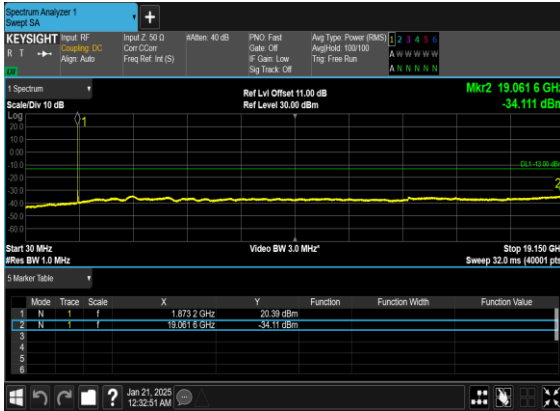 Spectrum Analyzer 1
Swept SA
+
KEYSIGHT Input: RF Input Z: 50 Ω #Atten: 40 dB PNO: Fast Avg Type: Power (RMS) 1 2 3 4 5 6
R T Coupling: DC Corr CCorr Gate: Off Avg|Hold: 100/100 A W W W W W
Align: Auto Freq Ref: Int (S) IF Gain: Low Trig: Free Run
Sig Track: Off A N N N N N
1 Spectrum
Ref Lvl Offset 11.00 dB Mkr2 19.061 6 GHz
Scale/Div 10 dB Ref Level 30.00 dBm -34.111 dBm
Log
1
20.0
10.0
0.00
-10.0
DL1 -13.00 dBm
-20.0
2
-30.0
-40.0
-50.0
-60.0
Start 30 MHz Video BW 3.0 MHz* Stop 19.150 GH
#Res BW 1.0 MHz Sweep 32.0 ms (40001 pts
5 Marker Table
Mode Trace Scale X Y Function Function Width Function Value
1 N 1 f 1.873 2 GHz 20.39 dBm
2 N 1 f 19.061 6 GHz -34.11 dBm
3
4
5
6
? Jan 21, 2025
12:32:51 AM